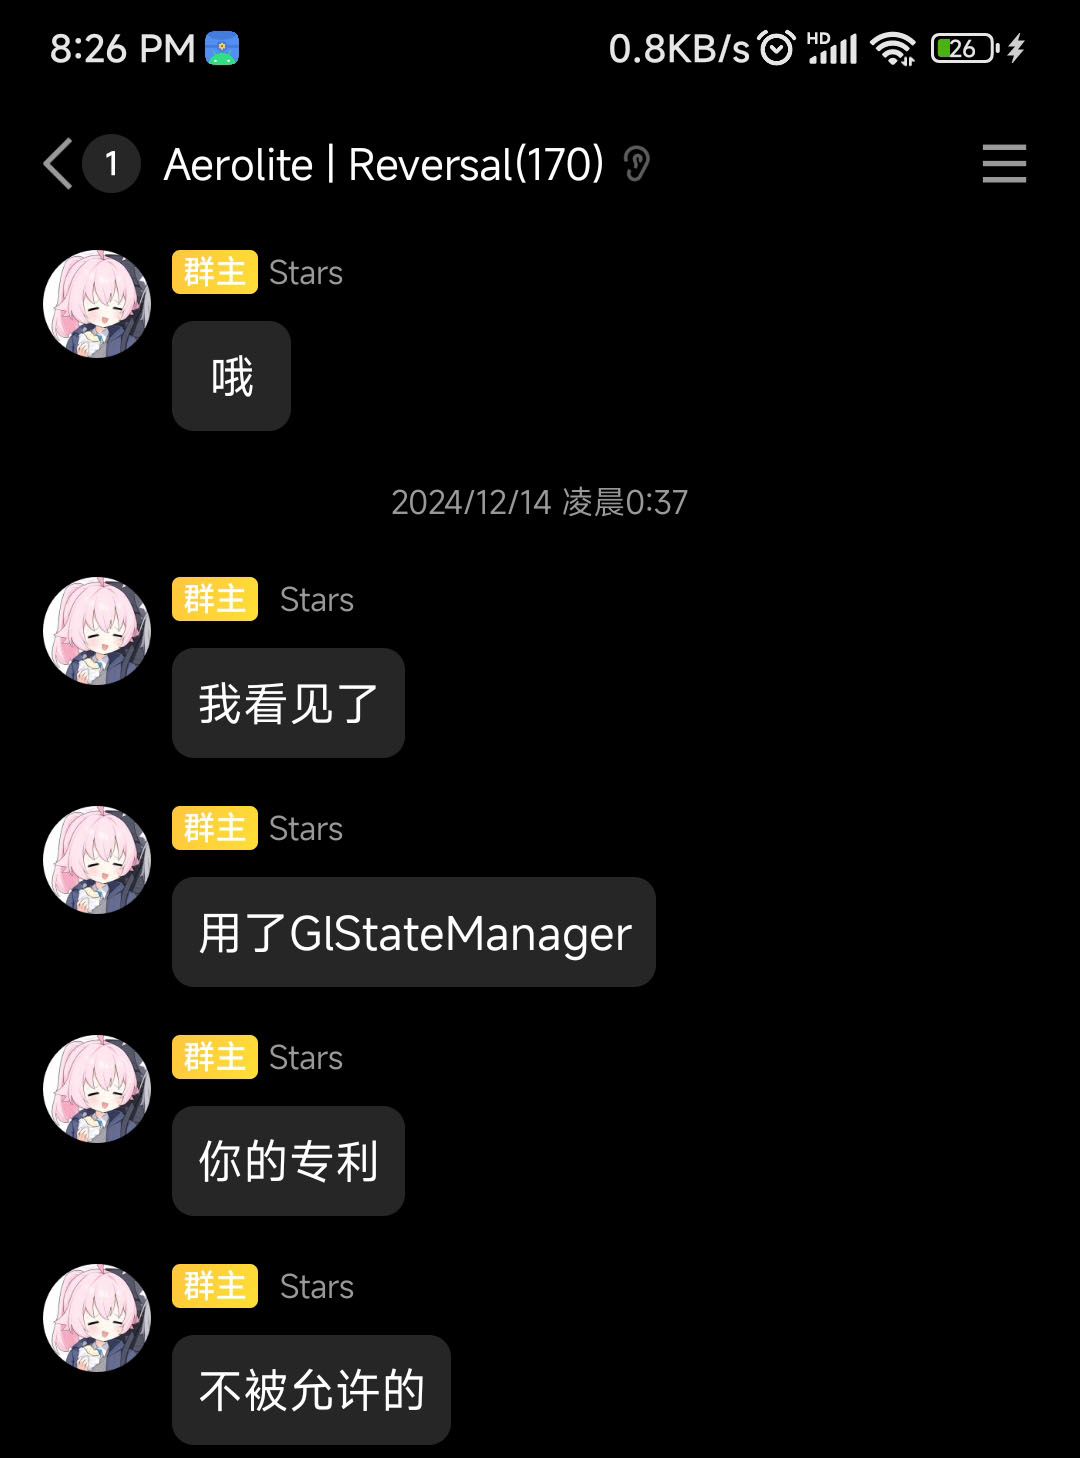 8:26 PM 0.8KB/s HD 26
1 Aerolite | Reversal(170)
群主 Stars
哦
2024/12/14 凌晨0:37
群主 Stars
我看见了
群主 Stars
用了GlStateManager
群主 Stars
你的专利
群主 Stars
不被允许的